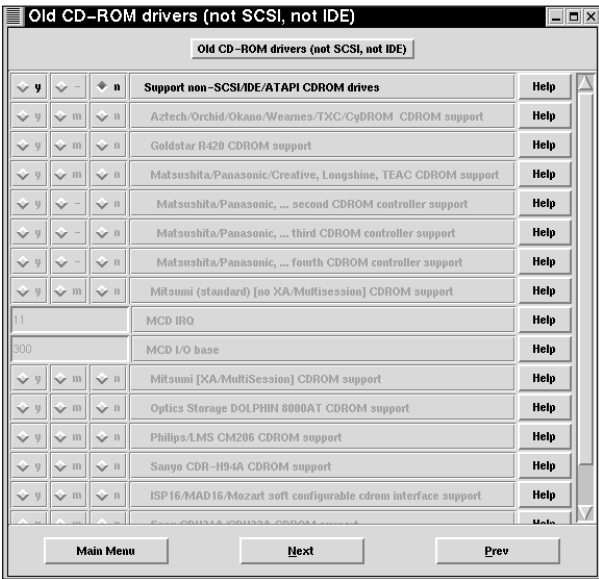 Old CD-ROM drivers (not SCSI, not IDE)
Old CD-ROM drivers (not SCSI, not IDE)
y - n Support non-SCSI/IDE/ATAPI CDROM drives Help
y m n Aztech/Orchid/Okano/Wearnes/TXC/CyDROM CDROM support Help
y m n Goldstar R420 CDROM support Help
y m n Matsushita/Panasonic/Creative, Longshine, TEAC CDROM support Help
y - n Matsushita/Panasonic, ... second CDROM controller support Help
y - n Matsushita/Panasonic, ... third CDROM controller support Help
y - n Matsushita/Panasonic, ... fourth CDROM controller support Help
y m n Mitsumi (standard) [no XA/Multisession] CDROM support Help
11 MCD IRQ Help
300 MCD I/O base Help
y m n Mitsumi [XA/MultiSession] CDROM support Help
y m n Optics Storage DOLPHIN 8000AT CDROM support Help
y m n Philips/LMS CM206 CDROM support Help
y m n Sanyo CDR-H94A CDROM support Help
y m n ISP16/MAD16/Mozart soft configurable cdrom interface support Help
CDROM support Help
Main Menu Next Prev